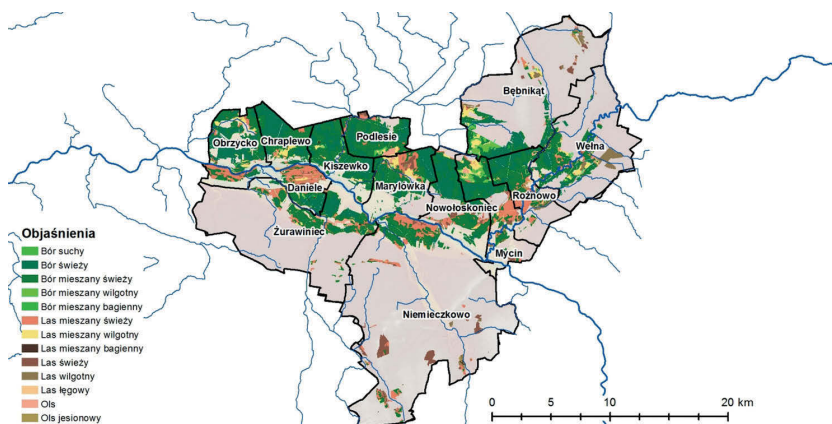 Bębnikąt
Obrzycko
Chraplewo
Podlesie
Wełna
Kiszewko
Daniele
Marylówka
Rożnowo
Nowołoskoniec
Żurawiniec
Mycin
Niemieczkowo
Objaśnienia
Bór suchy
Bór świeży
Bór mieszany świeży
Bór mieszany wilgotny
Bór mieszany bagienny
Las mieszany świeży
Las mieszany wilgotny
Las mieszany bagienny
Las świeży
Las wilgotny
Las łęgowy
Ols
Ols jesionowy
0 5 10 20 km